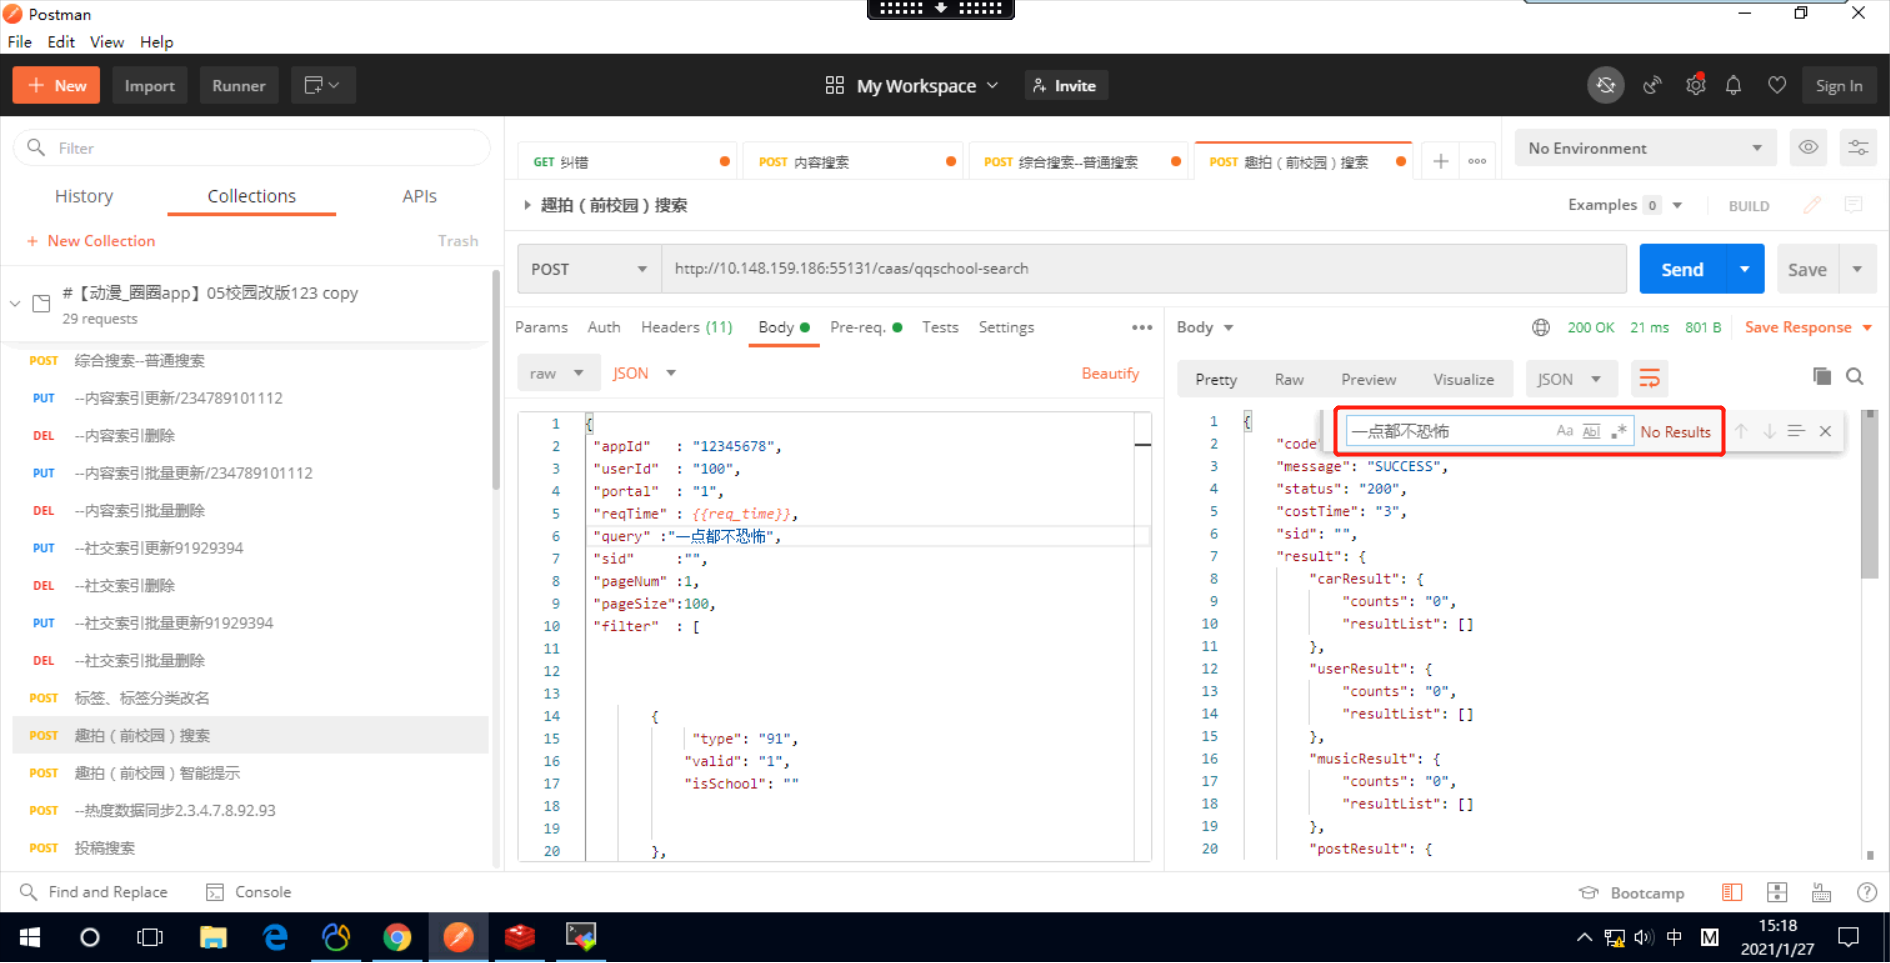 Postman
File Edit View Help
New Import Runner My Workspace Invite Sign In
Filter
History Collections APIs
+ New Collection Trash
#【动漫_圈圈app】05校园改版123 copy
29 requests
POST 综合搜索--普通搜索
PUT --内容索引更新/234789101112
DEL --内容索引删除
PUT --内容索引批量更新/234789101112
DEL --内容索引批量删除
PUT --社交索引更新91929394
DEL --社交索引删除
PUT --社交索引批量更新91929394
DEL --社交索引批量删除
POST 标签、标签分类改名
POST 趣拍（前校园）搜索
POST 趣拍（前校园）智能提示
POST --热度数据同步2.3.4.7.8.92.93
POST 投稿搜索
GET 纠错 POST 内容搜索 POST 综合搜索--普通搜索 POST 趣拍（前校园）搜索
No Environment
趣拍（前校园）搜索
Examples 0 BUILD
POST http://10.148.159.186:55131/caas/qqschool-search Send Save
Params Auth Headers (11) Body Pre-req. Tests Settings
raw JSON Beautify
1 {
2 "appId" : "12345678",
3 "userId" : "100",
4 "portal" : "1",
5 "reqTime" : {{req_time}},
6 "query" :"一点都不恐怖",
7 "sid" :"",
8 "pageNum" :1,
9 "pageSize":100,
10 "filter" : [
11
12
13
14 {
15 "type": "91",
16 "valid": "1",
17 "isSchool": ""
18
19
20 },
Body 200 OK 21 ms 801 B Save Response
Pretty Raw Preview Visualize JSON
一点都不恐怖 Aa Abl .* No Results
1 {
2 "code"
3 "message": "SUCCESS",
4 "status": "200",
5 "costTime": "3",
6 "sid": "",
7 "result": {
8 "carResult": {
9 "counts": "0",
10 "resultList": []
11 },
12 "userResult": {
13 "counts": "0",
14 "resultList": []
15 },
16 "musicResult": {
17 "counts": "0",
18 "resultList": []
19 },
20 "postResult": {
Find and Replace Console Bootcamp
中 M 15:18
2021/1/27